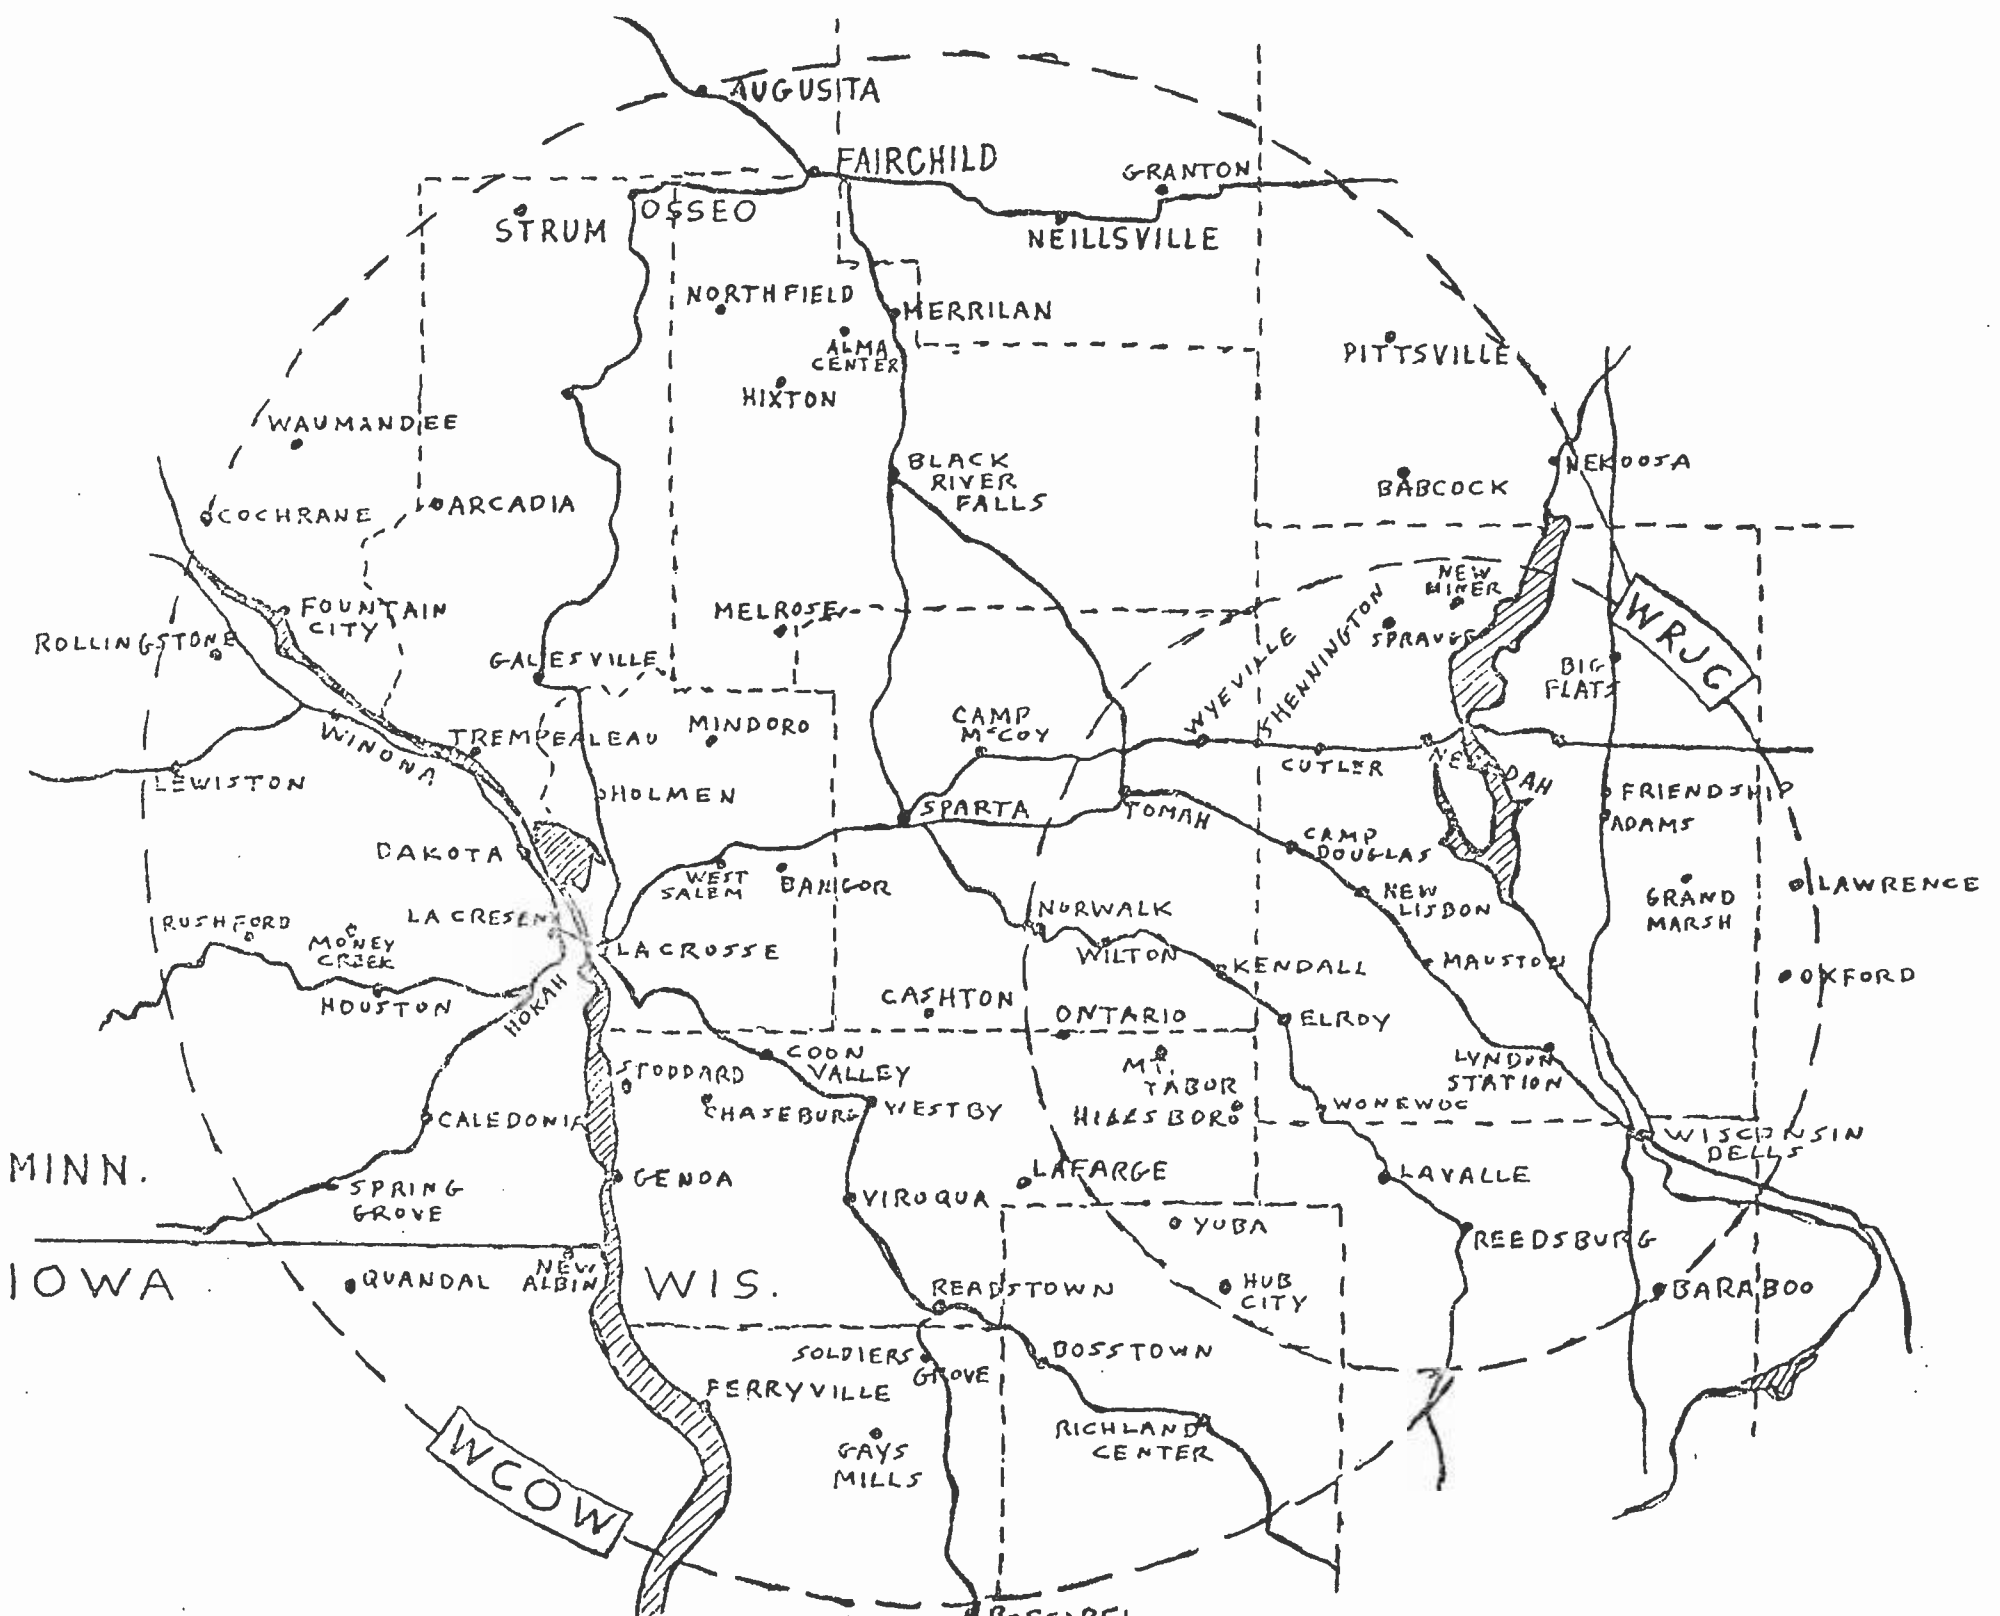 AUGUSITA
FAIRCHILD
GRANTON
OSSEO
STRUM
NEILLSVILLE
NORTHFIELD
MERRILAN
ALMA
CENTER
PITTSVILLE
HIXTON
WAUMANDEE
BLACK
RIVER
FALLS
NEKOOSA
BABCOCK
COCHRANE
ARCADIA
NEW
MINER
FOUNTAIN
CITY
MELROSE
WRJG
ROLLINGSTONE
SPRAUGE
WYEVILLE
SHENNINGTON
GALESVILLE
BIG
FLATS
CAMP
McCOY
MINDORO
WINONA
TREMPEALEAU
CUTLER
NEEDAH
LEWISTON
HOLMEN
FRIENDSHIP
SPARTA
TOMAH
ADAMS
CAMP
DOUGLAS
DAKOTA
WEST
SALEM
BANGOR
NEW
LISBON
GRAND
MARSH
LAWRENCE
LA CRESENT
RUSHFORD
MONEY
CREEK
NORWALK
LACROSSE
WILTON
KENDALL
MAUSTON
OXFORD
HOUSTON
HOKAH
CASHTON
ONTARIO
ELROY
COON
VALLEY
MT.
TABOR
LYNDON
STATION
STODDARD
CHASEBURG
WESTBY
HILLSBORO
WONEWOC
CALEDONIA
WISCONSIN
DELLS
MINN.
GENOA
LAFARGE
LAVALLE
SPRING
GROVE
VIROQUA
YUBA
REEDSBURG
IOWA
QUANDAL
NEW
ALBIN
WIS.
READSTOWN
HUB
CITY
BARABOO
SOLDIERS
GROVE
BOSSTOWN
FERRYVILLE
RICHLAND
CENTER
GAYS
MILLS
WCOW